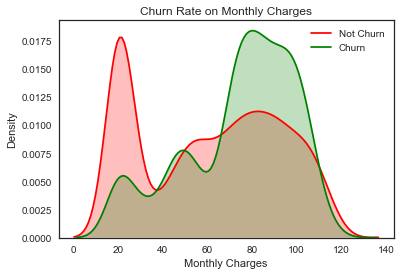 Churn Rate on Monthly Charges
Not Churn
Churn
0.0175
0.0150
0.0125
0.0100
0.0075
0.0050
0.0025
0.0000
Density
0 20 40 60 80 100 120 140
Monthly Charges